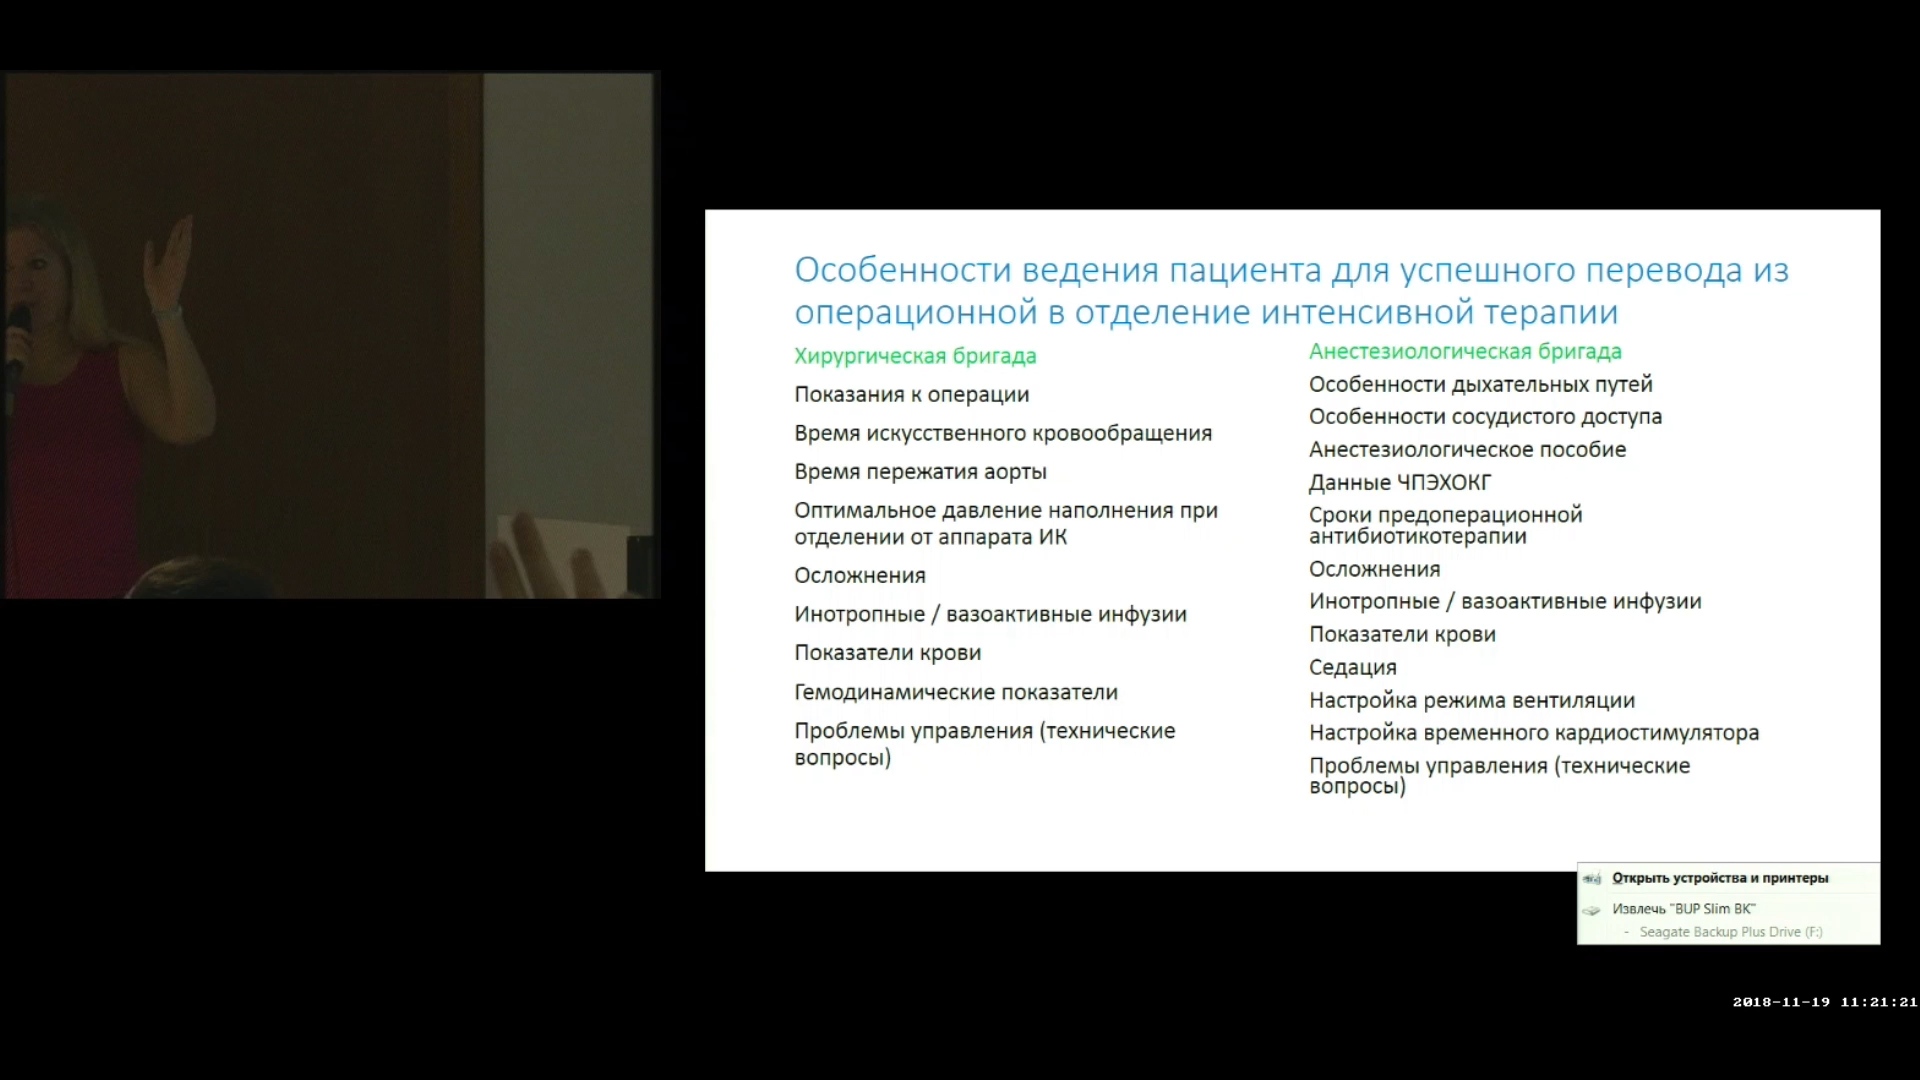 Особенности ведения пациента для успешного перевода из
операционной в отделение интенсивной терапии
Хирургическая бригада
Показания к операции
Время искусственного кровообращения
Время пережатия аорты
Оптимальное давление наполнения при
отделении от аппарата ИК
Осложнения
Инотропные / вазоактивные инфузии
Показатели крови
Гемодинамические показатели
Проблемы управления (технические
вопросы)
Анестезиологическая бригада
Особенности дыхательных путей
Особенности сосудистого доступа
Анестезиологическое пособие
Данные ЧПЭХОКГ
Сроки предоперационной
антибиотикотерапии
Осложнения
Инотропные / вазоактивные инфузии
Показатели крови
Седация
Настройка режима вентиляции
Настройка временного кардиостимулятора
Проблемы управления (технические
вопросы)
Открыть устройства и принтеры
Извлечь "BUP Slim BK"
- Seagate Backup Plus Drive (F:)
2018-11-19 11:21:21